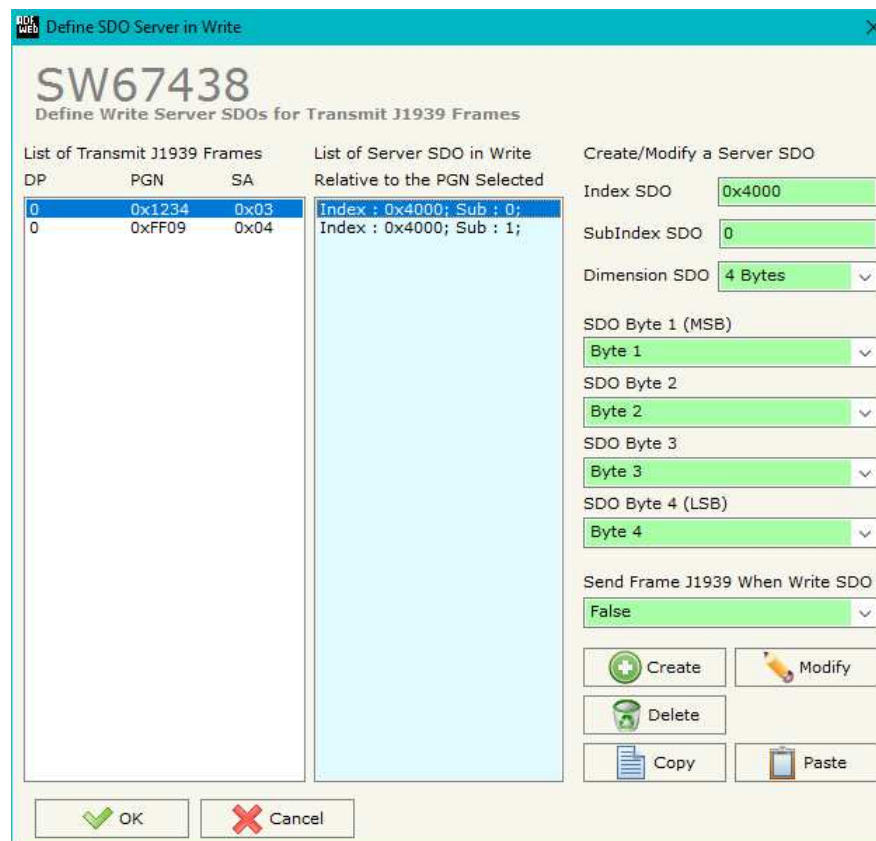 ADF WEB Define SDO Server in Write
SW67438
Define Write Server SDOs for Transmit J1939 Frames
List of Transmit J1939 Frames
DP PGN SA
0 0x1234 0x03
0 0xFF09 0x04
List of Server SDO in Write
Relative to the PGN Selected
Index : 0x4000; Sub : 0;
Index : 0x4000; Sub : 1;
Create/Modify a Server SDO
Index SDO 0x4000
SubIndex SDO 0
Dimension SDO 4 Bytes
SDO Byte 1 (MSB)
Byte 1
SDO Byte 2
Byte 2
SDO Byte 3
Byte 3
SDO Byte 4 (LSB)
Byte 4
Send Frame J1939 When Write SDO
False
Create Modify
Delete
Copy Paste
OK Cancel